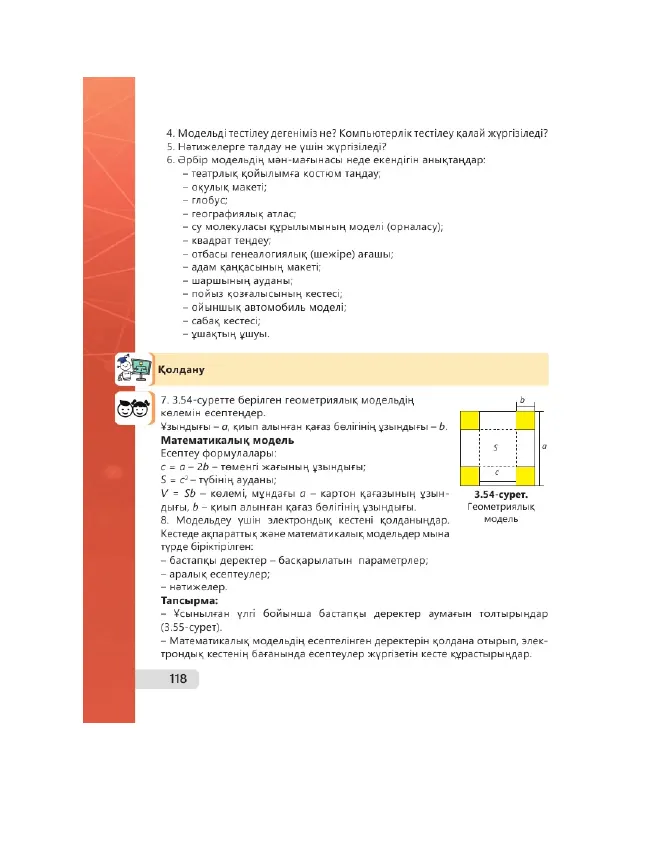 4. Модельді тестілеу дегеніміз не? Компьютерлік тестілеу қалай жүргізіледі?
5. Нәтижелерге талдау не үшін жүргізіледі?
6. Әрбір модельдің мән-мағынасы неде екендігін анықтаңдар:
– театрлық қойылымға костюм таңдау;
– оқулық макеті;
– глобус;
– географиялық атлас;
– су молекуласы құрылымының моделі (орналасу);
– квадрат теңдеу;
– отбасы генеалогиялық (шежіре) ағашы;
– адам қаңқасының макеті;
– шаршының ауданы;
– пойыз қозғалысының кестесі;
– ойыншық автомобиль моделі;
– сабақ кестесі;
– ұшақтың ұшуы.
Қолдану
7. 3.54-суретте берілген геометриялық модельдің
көлемін есептеңдер.
Ұзындығы – a, қиып алынған қағаз бөлігінің ұзындығы – b.
Математикалық модель
Есептеу формулалары:
c = a – 2b – төменгі жағының ұзындығы;
S = c² – түбінің ауданы;
V = Sb – көлемі, мұндағы a – картон қағазының ұзын-
дығы, b – қиып алынған қағаз бөлігінің ұзындығы.
b
S
a
c
3.54-сурет.
Геометриялық
модель
8. Модельдеу үшін электрондық кестені қолданыңдар.
Кестеде ақпараттық және математикалық модельдер мына
түрде біріктірілген:
– бастапқы деректер – басқарылатын параметрлер;
– аралық есептеулер;
– нәтижелер.
Тапсырма:
– Ұсынылған үлгі бойынша бастапқы деректер аумағын толтырыңдар
(3.55-сурет).
– Математикалық модельдің есептелінген деректерін қолдана отырып, элек-
трондық кестенің бағанында есептеулер жүргізетін кесте құрастырыңдар.
118